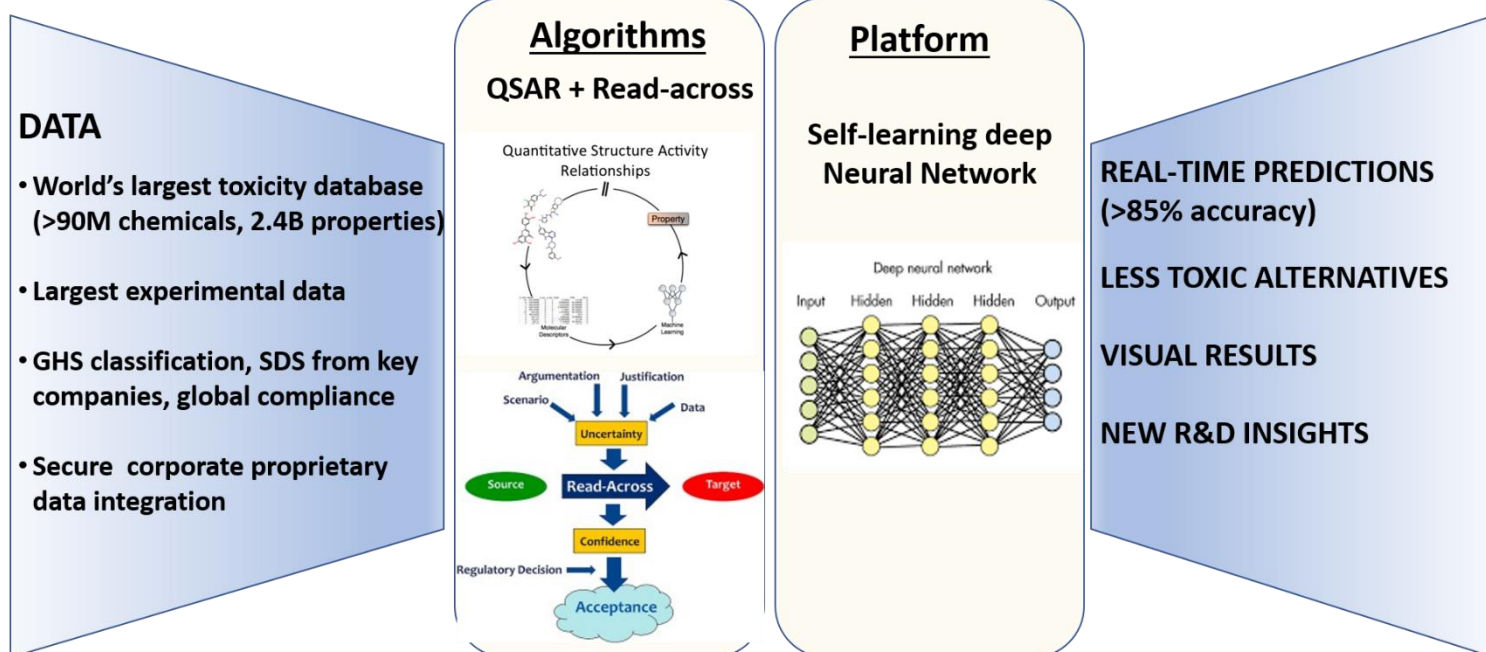 DATA
• World's largest toxicity database
(>90M chemicals, 2.4B properties)
• Largest experimental data
• GHS classification, SDS from key
companies, global compliance
• Secure corporate proprietary
data integration
Algorithms
QSAR + Read-across
Quantitative Structure Activity
Relationships
Property
Molecular
Descriptors
Machine
Learning
Argumentation
Justification
Scenario
Data
Uncertainty
Source
Read-Across
Target
Confidence
Regulatory Decision
Acceptance
Platform
Self-learning deep
Neural Network
Deep neural network
Input Hidden Hidden Hidden Output
REAL-TIME PREDICTIONS
(>85% accuracy)
LESS TOXIC ALTERNATIVES
VISUAL RESULTS
NEW R&D INSIGHTS